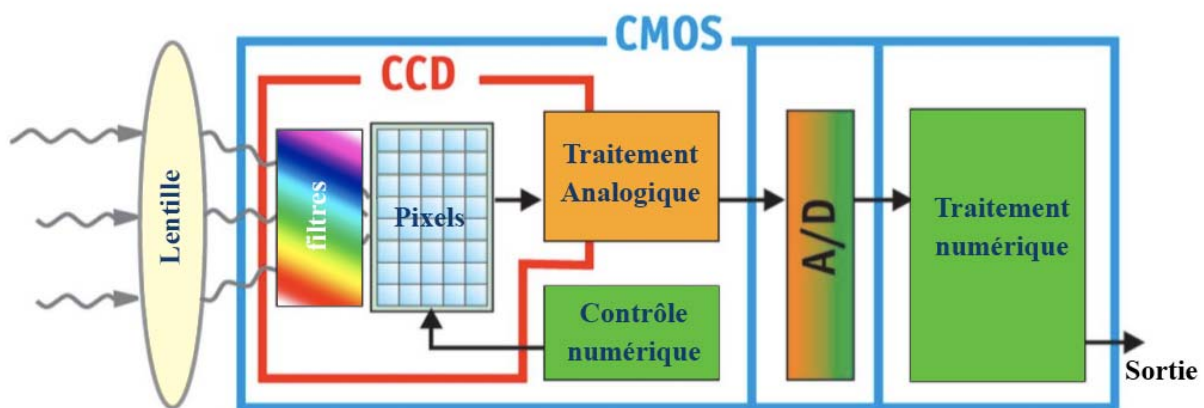 CMOS
CCD
Lentille
filtres
Pixels
Traitement
Analogique
Contrôle
numérique
A/D
Traitement
numérique
Sortie